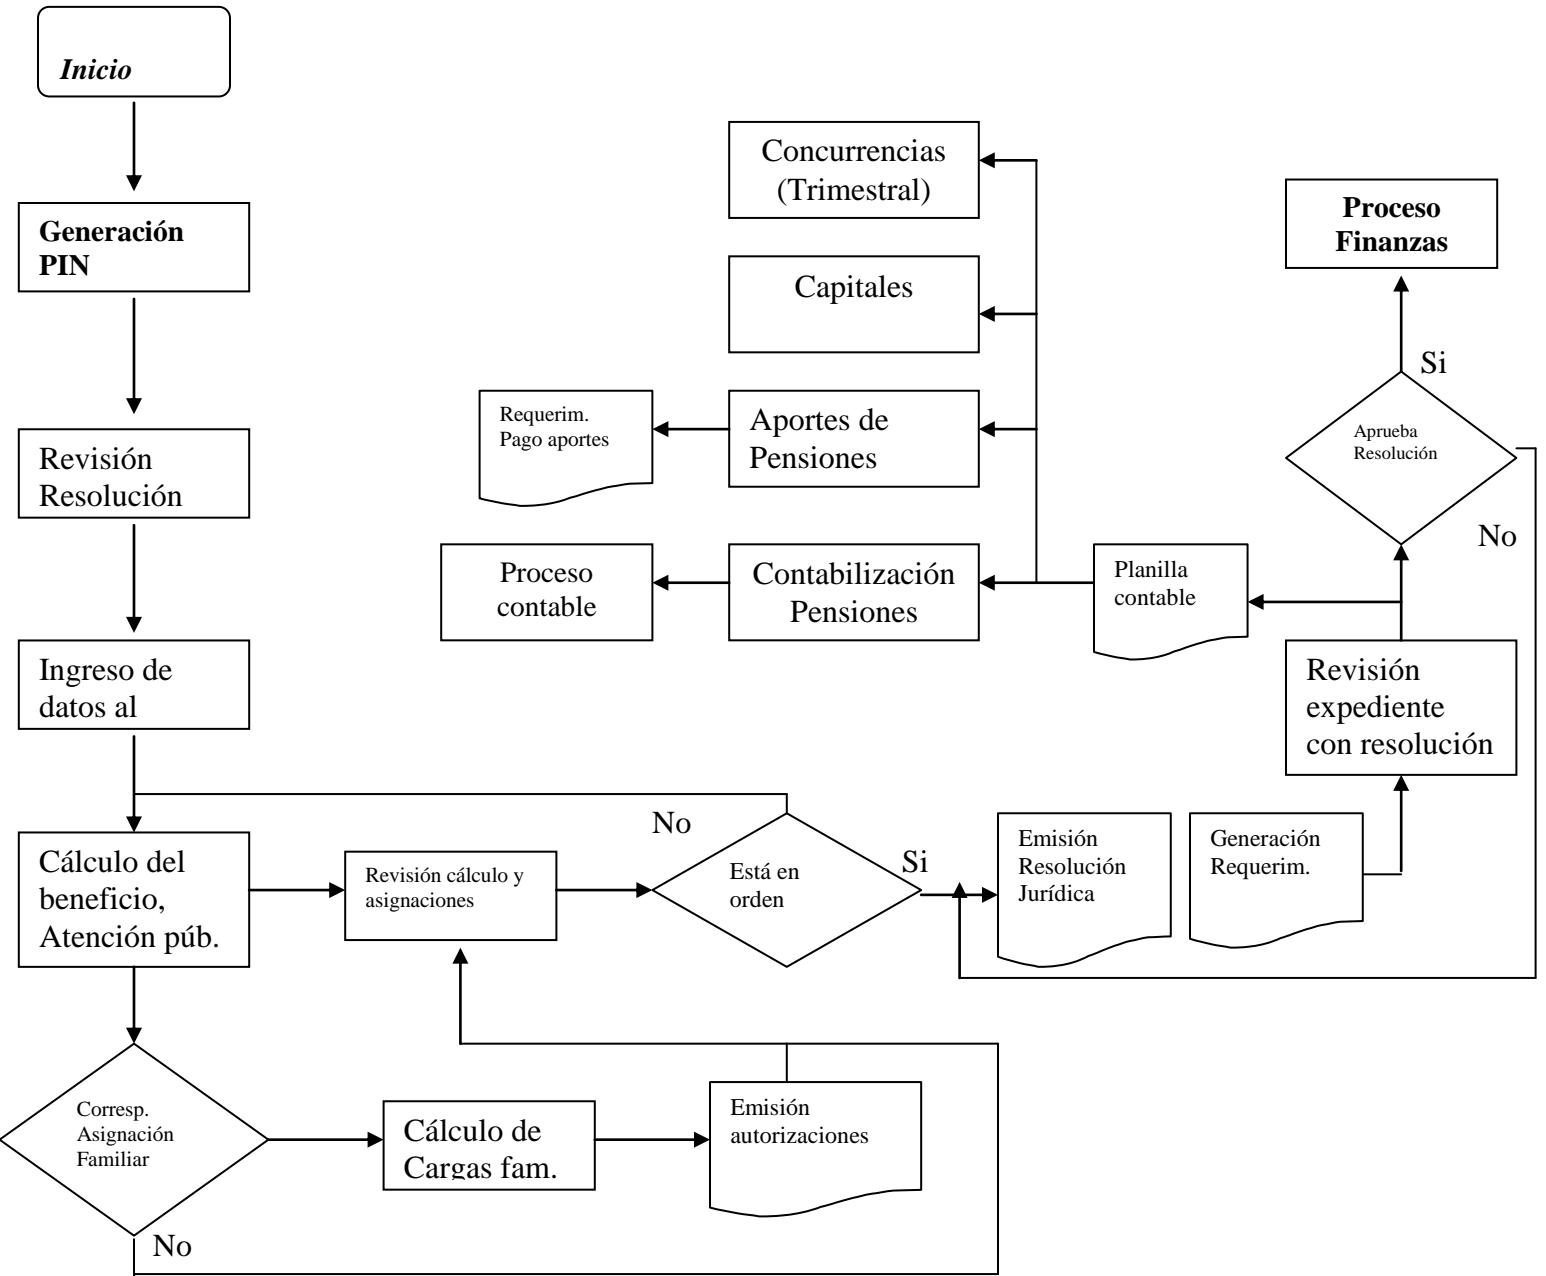 Inicio
Generación
PIN
Revisión
Resolución
Ingreso de
datos al
Cálculo del
beneficio,
Atención púb.
Corresp.
Asignación
Familiar
No
Cálculo de
Cargas fam.
Emisión
autorizaciones
Revisión cálculo y
asignaciones
No
Está en
orden
Si
Emisión
Resolución
Jurídica
Generación
Requerim.
Revisión
expediente
con resolución
Aprueba
Resolución
Si
No
Proceso
Finanzas
Planilla
contable
Concurrencias
(Trimestral)
Capitales
Aportes de
Pensiones
Requerim.
Pago aportes
Contabilización
Pensiones
Proceso
contable